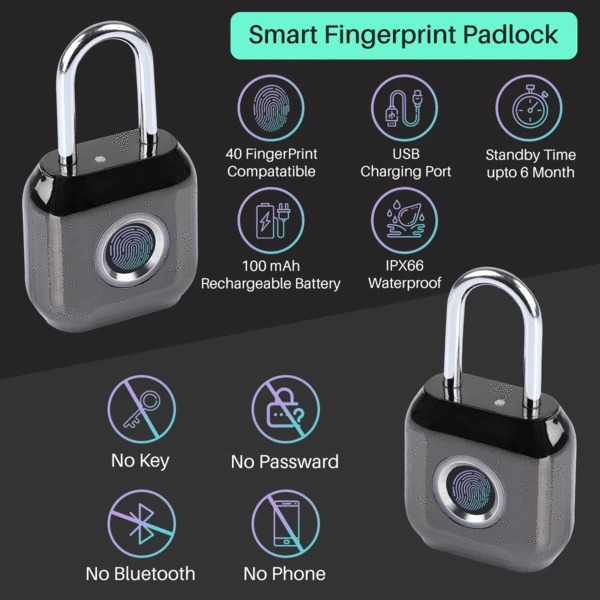 Smart Fingerprint Padlock
40 FingerPrint
Compatatible
USB
Charging Port
Standby Time
upto 6 Month
100 mAh
Rechargeable Battery
IPX66
Waterproof
No Key
No Passward
No Bluetooth
No Phone